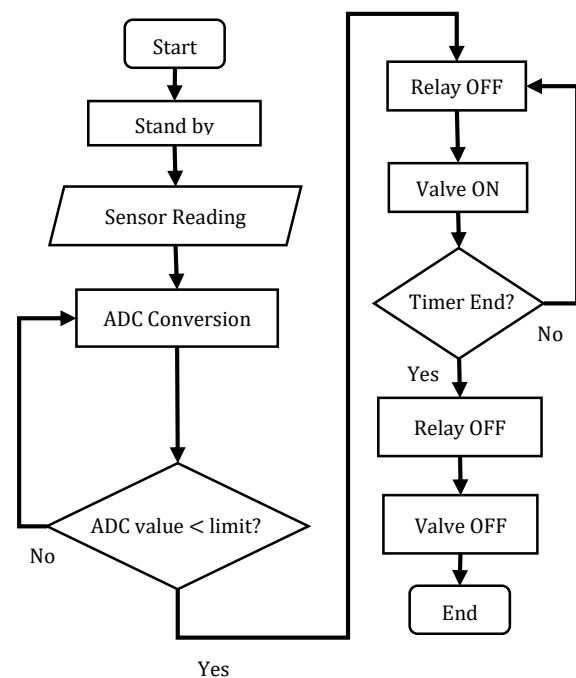 Start
Stand by
Sensor Reading
ADC Conversion
ADC value < limit?
No
Yes
Relay OFF
Valve ON
Timer End?
No
Yes
Relay OFF
Valve OFF
End